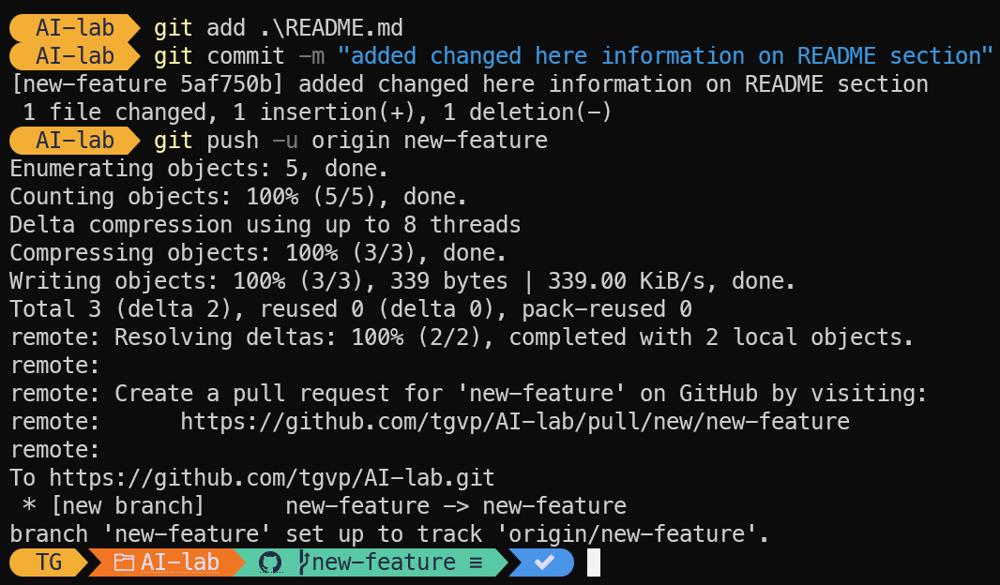 AI-lab git add .\README.md
AI-lab git commit -m "added changed here information on README section"
[new-feature 5af750b] added changed here information on README section
 1 file changed, 1 insertion(+), 1 deletion(-)
AI-lab git push -u origin new-feature
Enumerating objects: 5, done.
Counting objects: 100% (5/5), done.
Delta compression using up to 8 threads
Compressing objects: 100% (3/3), done.
Writing objects: 100% (3/3), 339 bytes | 339.00 KiB/s, done.
Total 3 (delta 2), reused 0 (delta 0), pack-reused 0
remote: Resolving deltas: 100% (2/2), completed with 2 local objects.
remote:
remote: Create a pull request for 'new-feature' on GitHub by visiting:
remote:      https://github.com/tgvp/AI-lab/pull/new/new-feature
remote:
To https://github.com/tgvp/AI-lab.git
 * [new branch]      new-feature -> new-feature
branch 'new-feature' set up to track 'origin/new-feature'.
TG AI-lab new-feature ≡ ✔